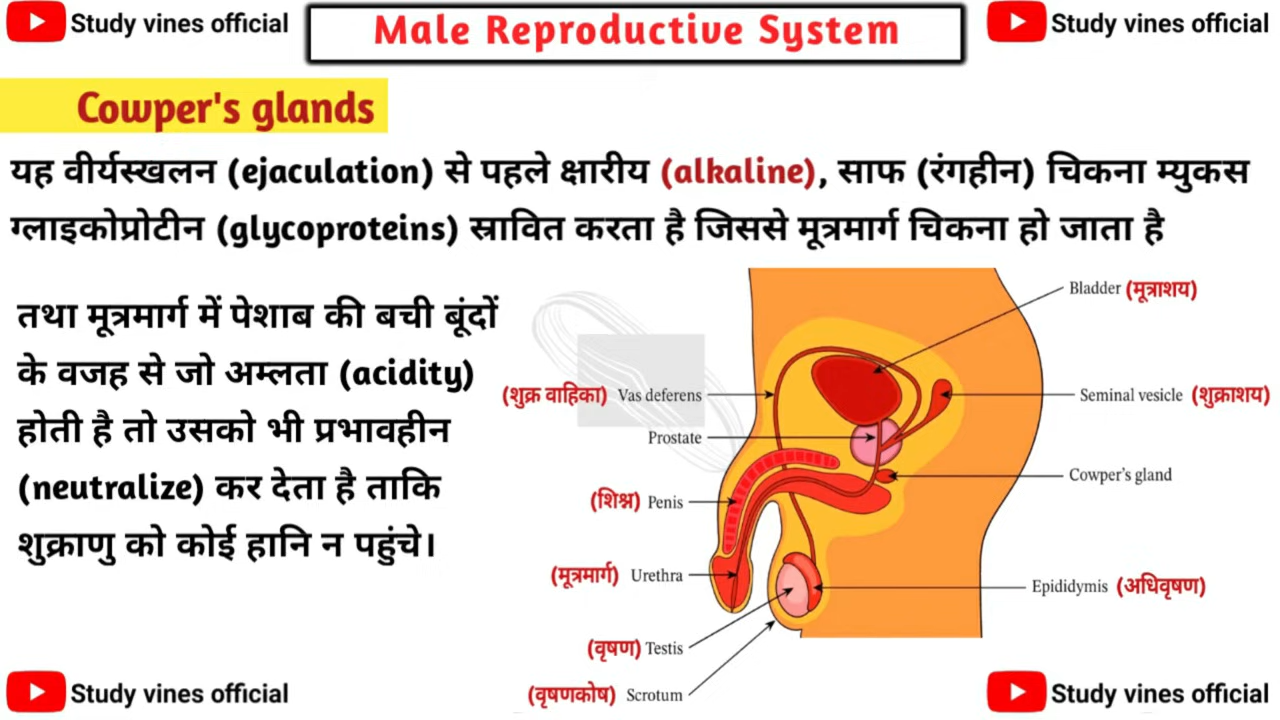 Study vines official
Male Reproductive System
Study vines official
Cowper's glands
यह वीर्यस्खलन (ejaculation) से पहले क्षारीय (alkaline), साफ (रंगहीन) चिकना म्युकस
ग्लाइकोप्रोटीन (glycoproteins) स्रावित करता है जिससे मूत्रमार्ग चिकना हो जाता है
तथा मूत्रमार्ग में पेशाब की बची बूंदों
के वजह से जो अम्लता (acidity)
होती है तो उसको भी प्रभावहीन
(neutralize) कर देता है ताकि
शुक्राणु को कोई हानि न पहुंचे।
Bladder (मूत्राशय)
(शुक्र वाहिका) Vas deferens
Seminal vesicle (शुक्राशय)
Prostate
Cowper's gland
(शिश्न) Penis
(मूत्रमार्ग) Urethra
Epididymis (अधिवृषण)
(वृषण) Testis
(वृषणकोष) Scrotum
Study vines official
Study vines official